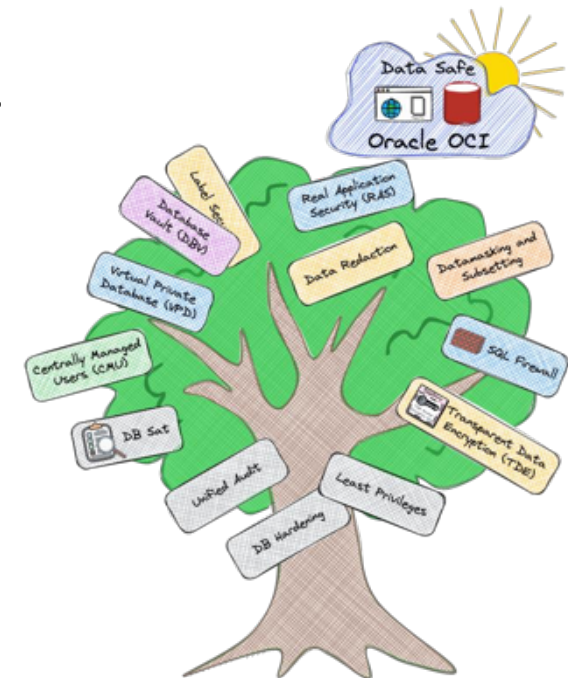 Data Safe
Oracle OCI
Label
Database
Vault (DBV)
Real Application
Security (RAS)
Data Redaction
Datamasking and
Subsetting
Virtual Private
Database (VPD)
SQL Firewall
Centrally Managed
Users (CMU)
DB Sat
Transparent Data
Encryption (TDE)
Unified Audit
Least Privileges
DB Hardening